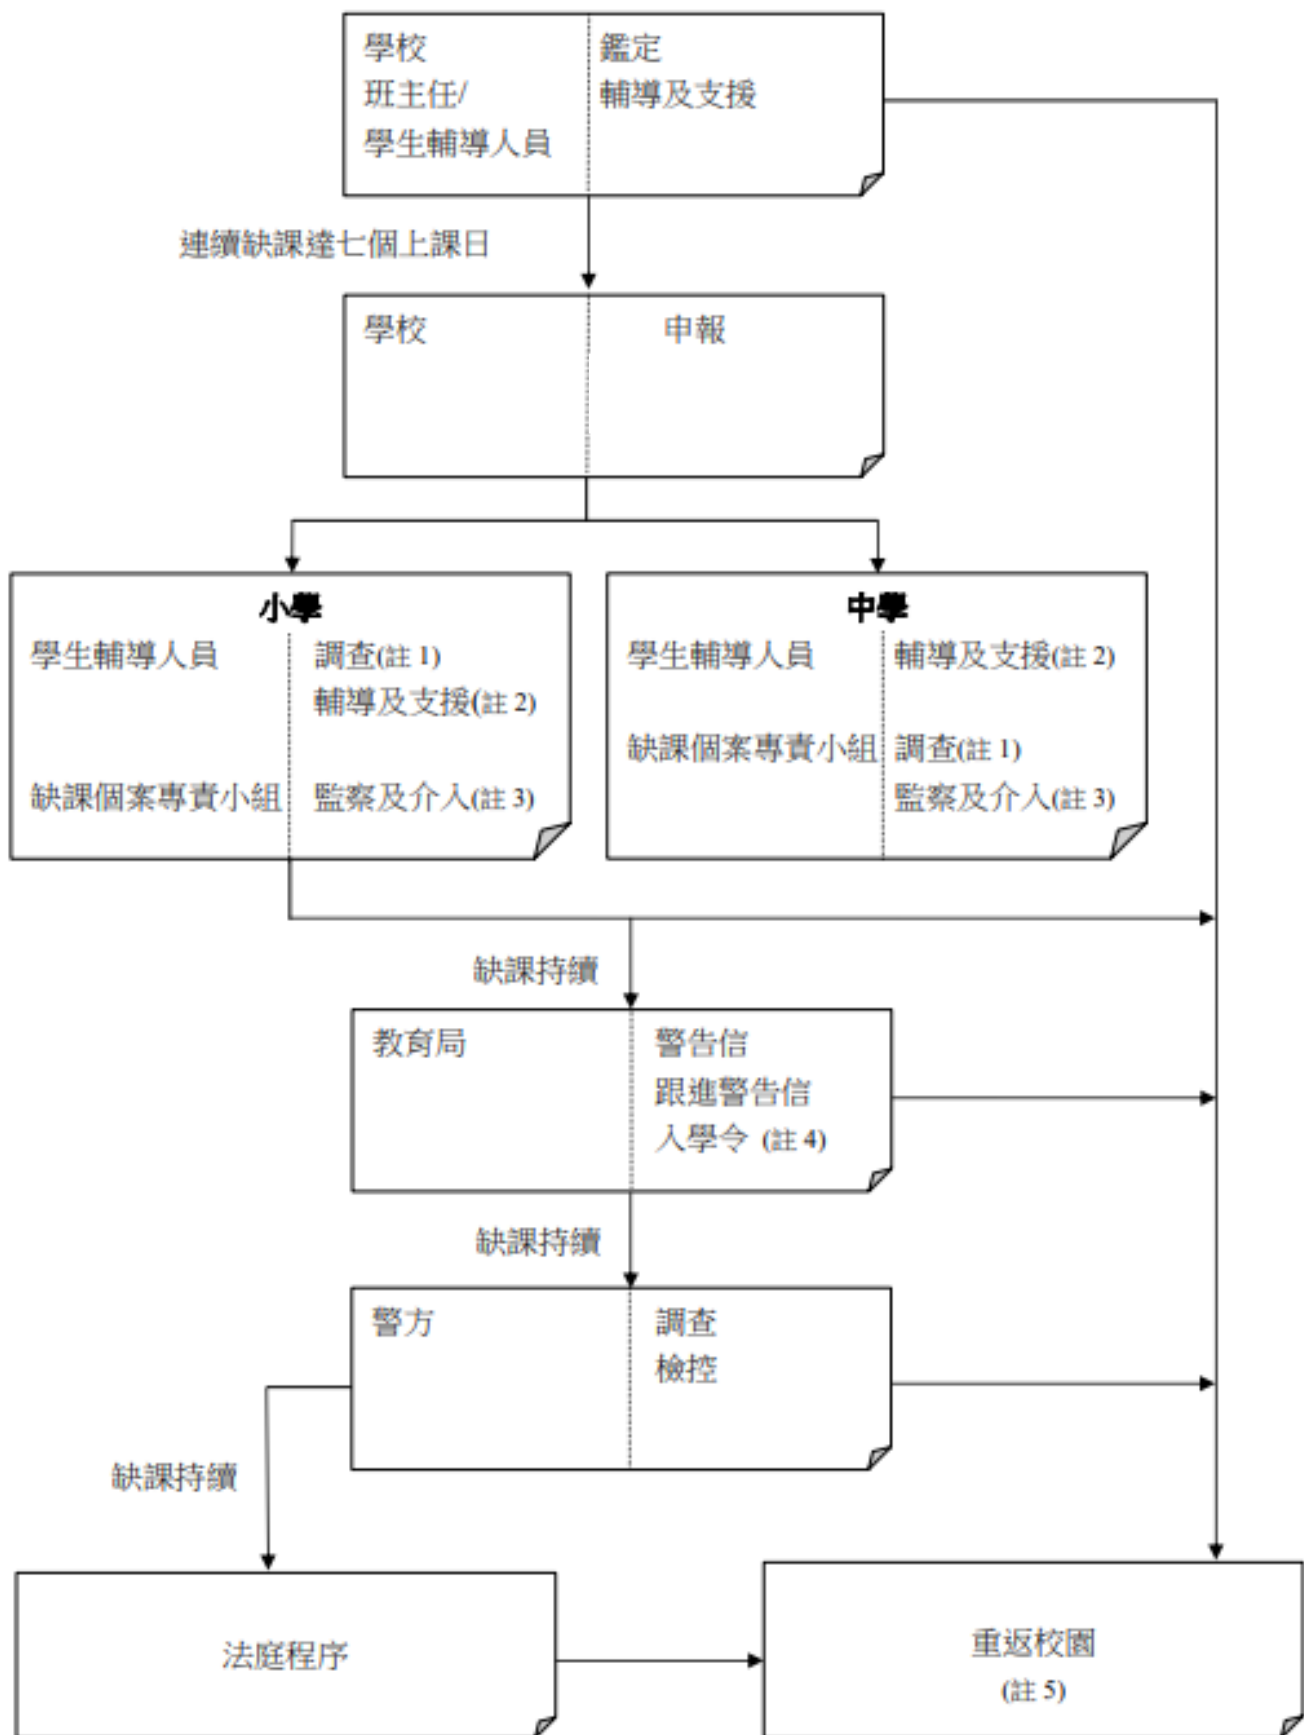 學校
班主任/
學生輔導人員
鑑定
輔導及支援
連續缺課達七個上課日
學校
申報
小學
學生輔導人員
調查(註 1)
輔導及支援(註 2)
缺課個案專責小組
監察及介入(註 3)
中學
學生輔導人員
輔導及支援(註 2)
缺課個案專責小組
調查(註 1)
監察及介入(註 3)
缺課持續
教育局
警告信
跟進警告信
入學令 (註 4)
缺課持續
警方
調查
檢控
缺課持續
法庭程序
重返校園
(註 5)